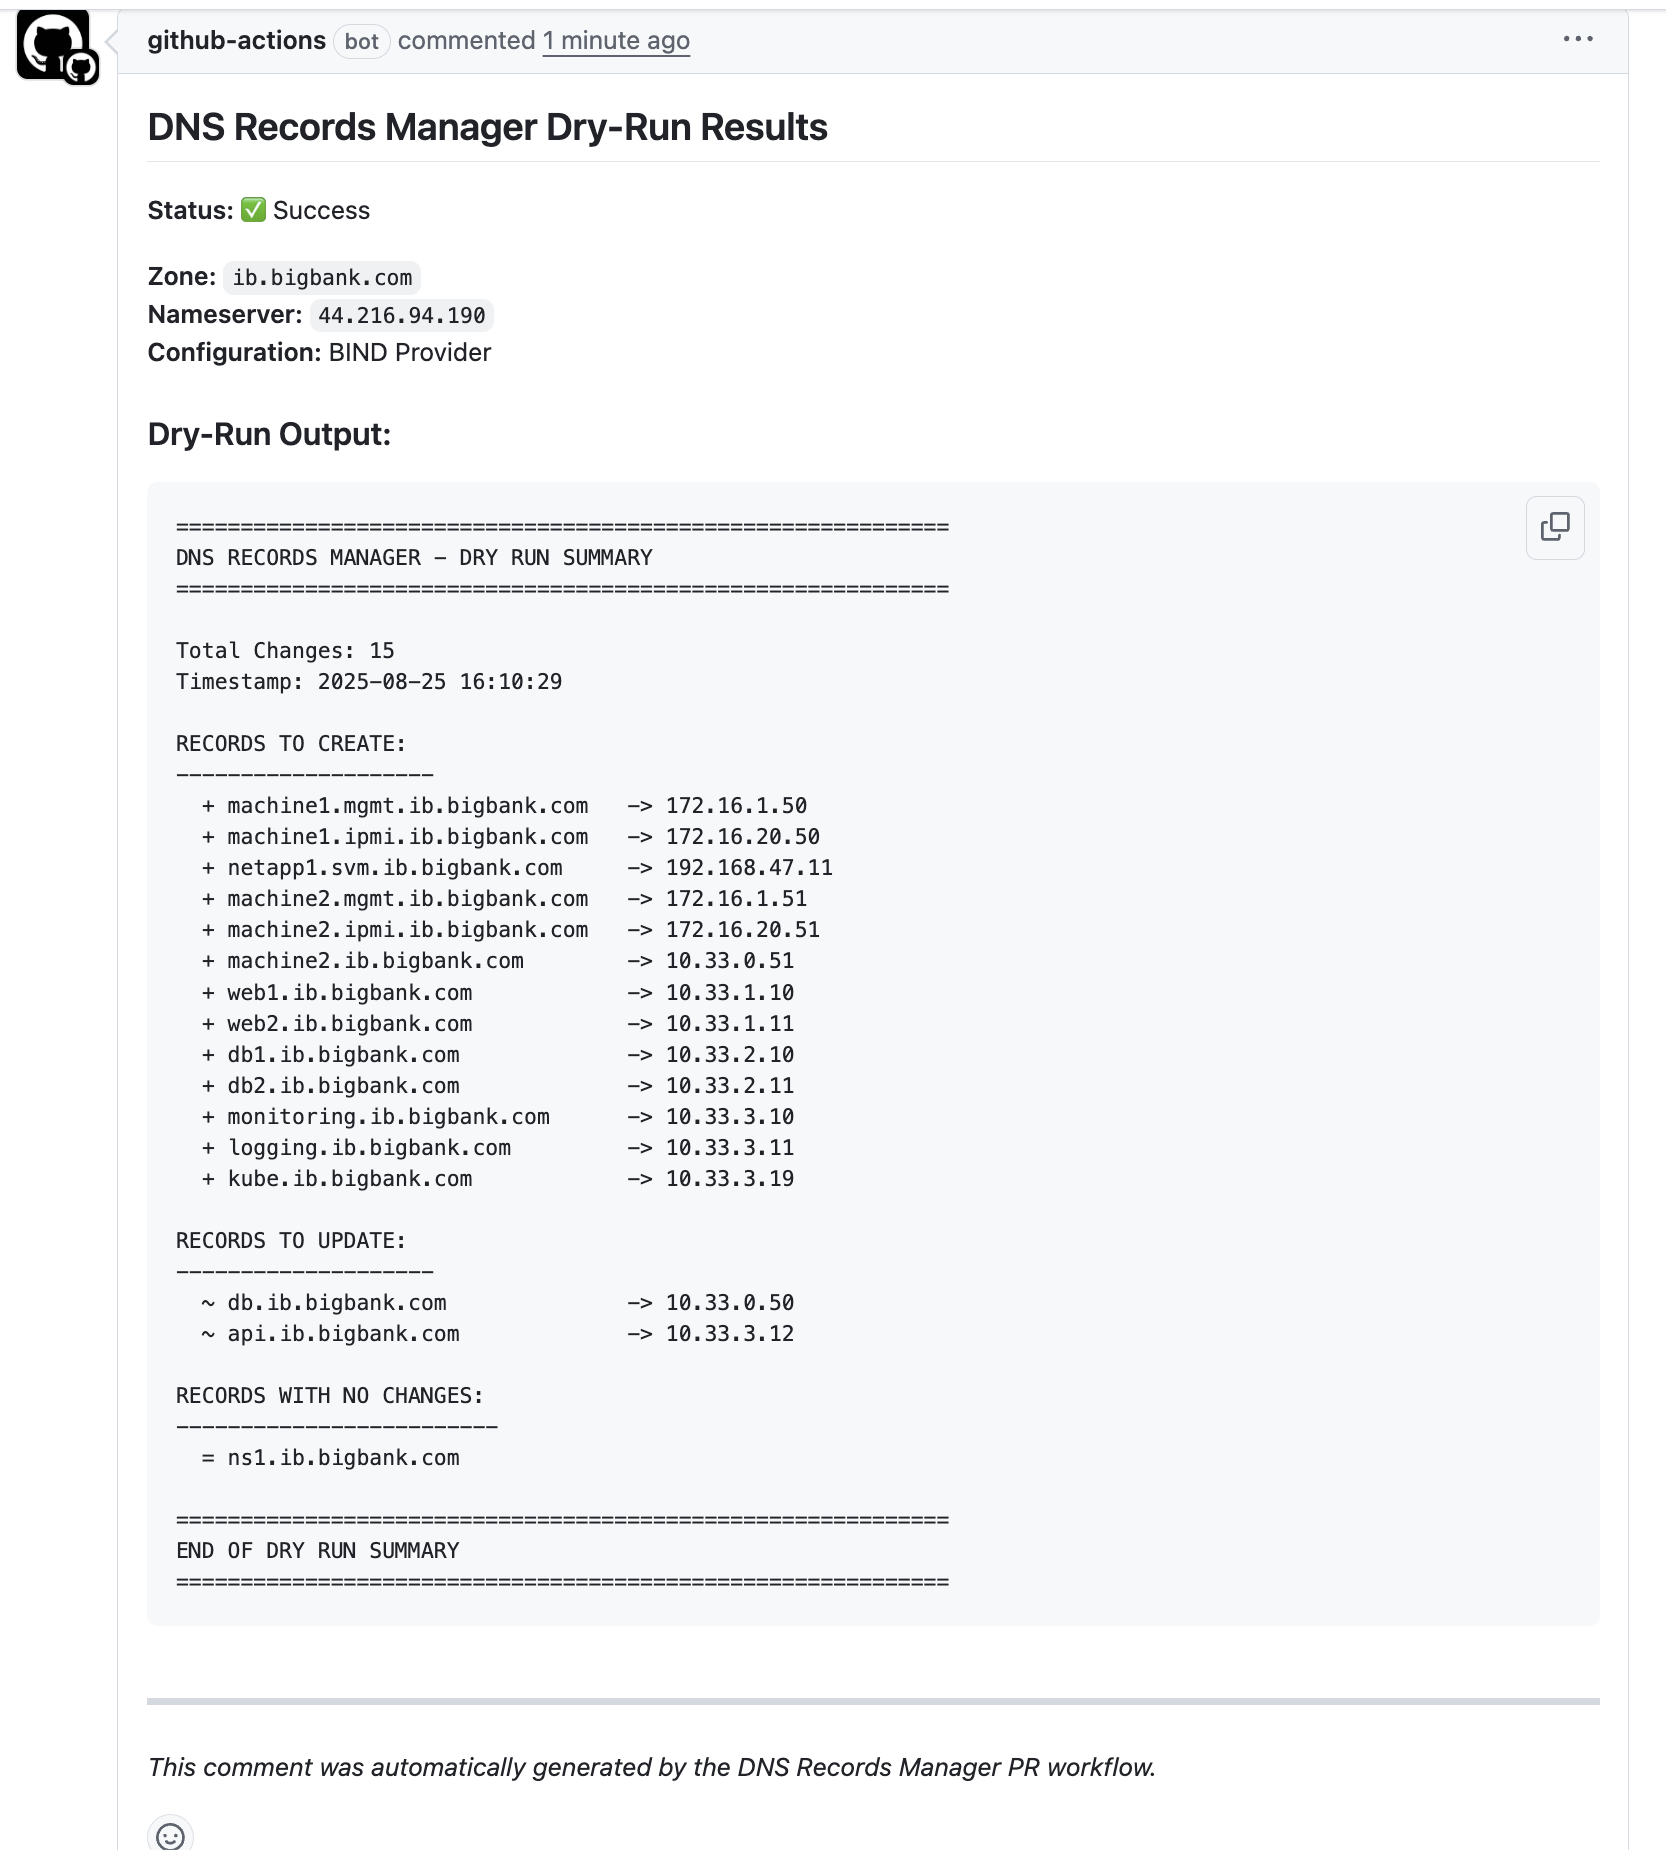 github-actions bot commented 1 minute ago
DNS Records Manager Dry-Run Results
Status: ✅ Success
Zone: ib.bigbank.com
Nameserver: 44.216.94.190
Configuration: BIND Provider
Dry-Run Output:
============================================================
DNS RECORDS MANAGER - DRY RUN SUMMARY
============================================================
Total Changes: 15
Timestamp: 2025-08-25 16:10:29
RECORDS TO CREATE:
--------------------
+ machine1.mgmt.ib.bigbank.com -> 172.16.1.50
+ machine1.ipmi.ib.bigbank.com -> 172.16.20.50
+ netapp1.svm.ib.bigbank.com -> 192.168.47.11
+ machine2.mgmt.ib.bigbank.com -> 172.16.1.51
+ machine2.ipmi.ib.bigbank.com -> 172.16.20.51
+ machine2.ib.bigbank.com -> 10.33.0.51
+ web1.ib.bigbank.com -> 10.33.1.10
+ web2.ib.bigbank.com -> 10.33.1.11
+ db1.ib.bigbank.com -> 10.33.2.10
+ db2.ib.bigbank.com -> 10.33.2.11
+ monitoring.ib.bigbank.com -> 10.33.3.10
+ logging.ib.bigbank.com -> 10.33.3.11
+ kube.ib.bigbank.com -> 10.33.3.19
RECORDS TO UPDATE:
--------------------
~ db.ib.bigbank.com -> 10.33.0.50
~ api.ib.bigbank.com -> 10.33.3.12
RECORDS WITH NO CHANGES:
-------------------------
= ns1.ib.bigbank.com
============================================================
END OF DRY RUN SUMMARY
============================================================
This comment was automatically generated by the DNS Records Manager PR workflow.